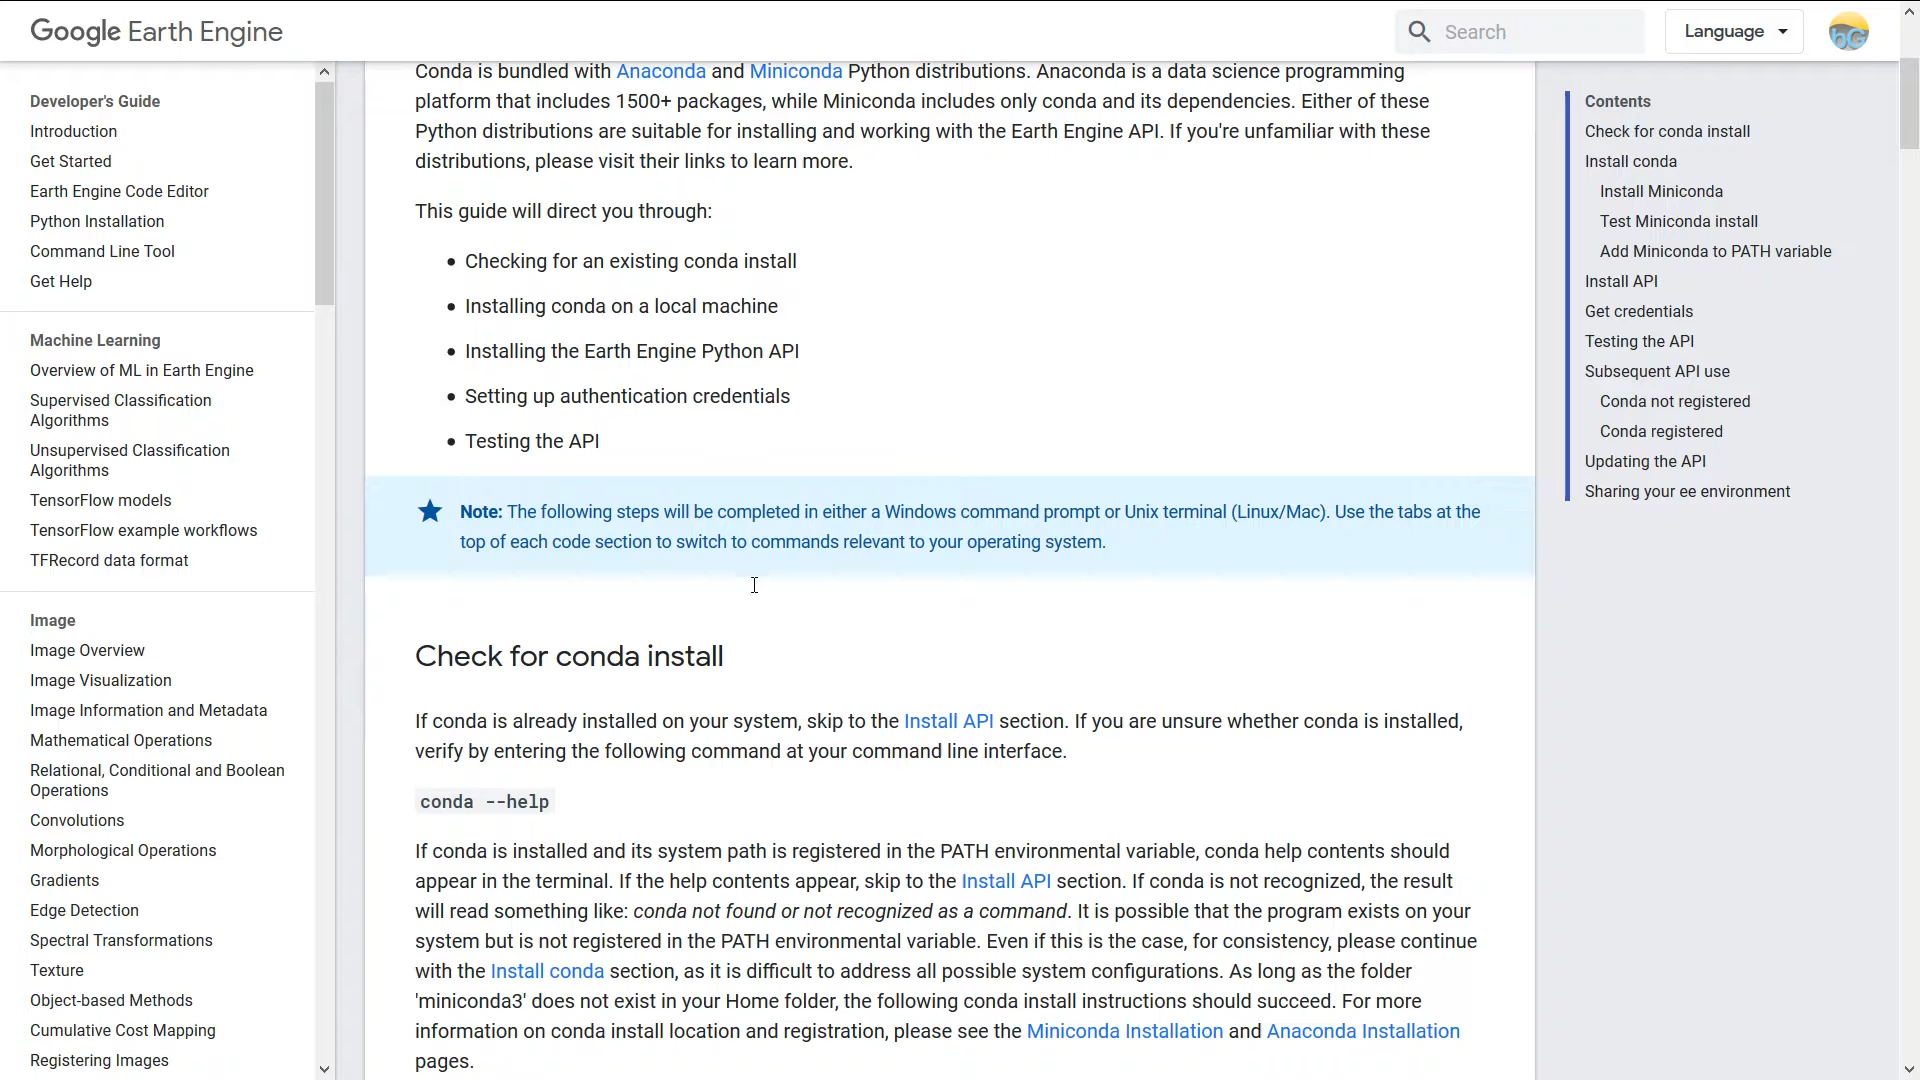 Google Earth Engine
Search
Language
bG
Developer's Guide
Introduction
Get Started
Earth Engine Code Editor
Python Installation
Command Line Tool
Get Help
Machine Learning
Overview of ML in Earth Engine
Supervised Classification
Algorithms
Unsupervised Classification
Algorithms
TensorFlow models
TensorFlow example workflows
TFRecord data format
Image
Image Overview
Image Visualization
Image Information and Metadata
Mathematical Operations
Relational, Conditional and Boolean
Operations
Convolutions
Morphological Operations
Gradients
Edge Detection
Spectral Transformations
Texture
Object-based Methods
Cumulative Cost Mapping
Registering Images
Conda is bundled with Anaconda and Miniconda Python distributions. Anaconda is a data science programming
platform that includes 1500+ packages, while Miniconda includes only conda and its dependencies. Either of these
Python distributions are suitable for installing and working with the Earth Engine API. If you're unfamiliar with these
distributions, please visit their links to learn more.
This guide will direct you through:
• Checking for an existing conda install
• Installing conda on a local machine
• Installing the Earth Engine Python API
• Setting up authentication credentials
• Testing the API
Note: The following steps will be completed in either a Windows command prompt or Unix terminal (Linux/Mac). Use the tabs at the
top of each code section to switch to commands relevant to your operating system.
Check for conda install
If conda is already installed on your system, skip to the Install API section. If you are unsure whether conda is installed,
verify by entering the following command at your command line interface.
conda --help
If conda is installed and its system path is registered in the PATH environmental variable, conda help contents should
appear in the terminal. If the help contents appear, skip to the Install API section. If conda is not recognized, the result
will read something like: conda not found or not recognized as a command. It is possible that the program exists on your
system but is not registered in the PATH environmental variable. Even if this is the case, for consistency, please continue
with the Install conda section, as it is difficult to address all possible system configurations. As long as the folder
'miniconda3' does not exist in your Home folder, the following conda install instructions should succeed. For more
information on conda install location and registration, please see the Miniconda Installation and Anaconda Installation
pages.
Contents
Check for conda install
Install conda
Install Miniconda
Test Miniconda install
Add Miniconda to PATH variable
Install API
Get credentials
Testing the API
Subsequent API use
Conda not registered
Conda registered
Updating the API
Sharing your ee environment